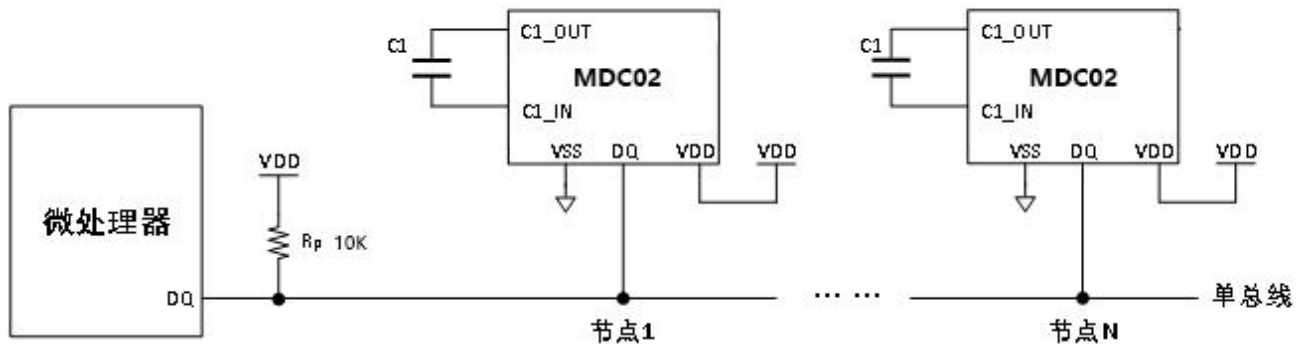 C1_OUT
C1
MDC02
C1_IN
VSS DQ VDD VDD
C1_OUT
C1
MDC02
C1_IN
VSS DQ VDD VDD
VDD
微处理器
Rp 10K
DQ
... ...
单总线
节点1
节点N